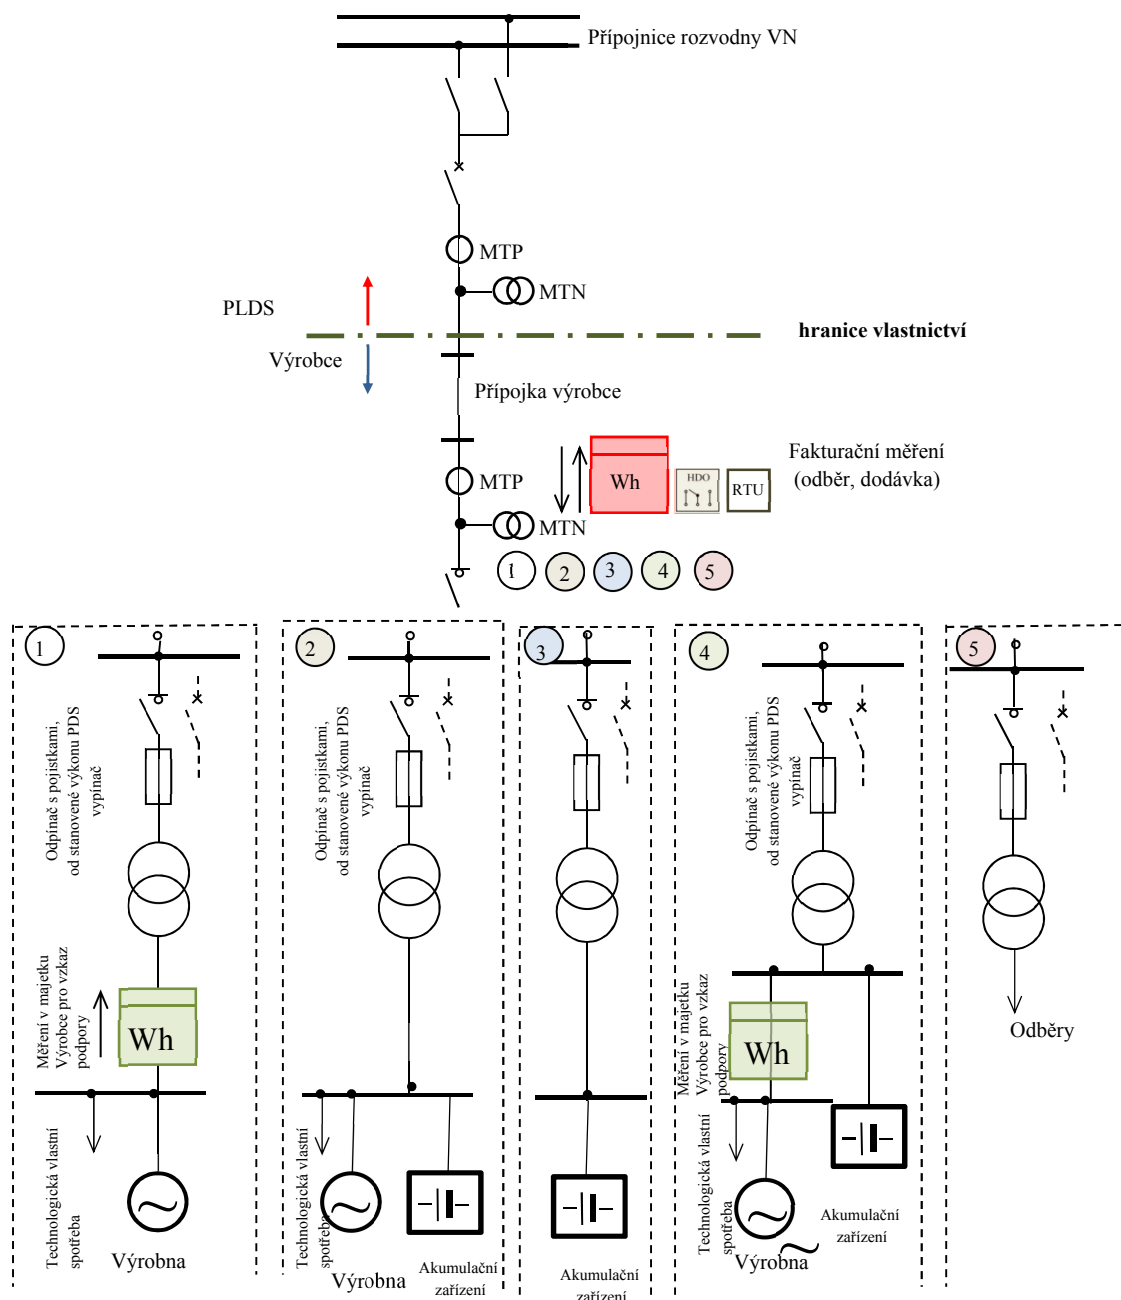 Přípojnice rozvodny VN
MTP
MTN
PLDS
hranice vlastnictví
Výrobce
Přípojka výrobce
Fakturační měření
(odběr, dodávka)
Wh
HDO
RTU
MTP
MTN
1
2
3
4
5
1
Odpínač s pojistkami,
od stanovené výkonu PDS
vypínač
Měření v majetku
Výrobce pro vzkaz
podpory
Wh
Technologická vlastní
spotřeba
Výrobna
2
Odpínač s pojistkami,
od stanovené výkonu PDS
vypínač
Technologická vlastní
spotřeba
Výrobna
Akumulační
zařízení
3
Akumulační
zařízení
4
Odpínač s pojistkami,
od stanovené výkonu PDS
vypínač
Měření v majetku
Výrobce pro vzkaz
podpory
Wh
Technologická vlastní
spotřeba
Výrobna
Akumulační
zařízení
5
Odběry